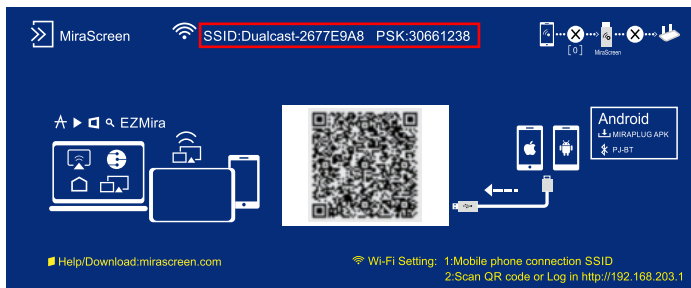 MiraScreen
SSID:Dualcast-2677E9A8 PSK:30661238
[0]
MiraScreen
EZMira
Android
MIRAPLUG APK
PJ-BT
Help/Download:mirascreen.com
Wi-Fi Setting: 1:Mobile phone connection SSID
2:Scan QR code or Log in http://192.168.203.1